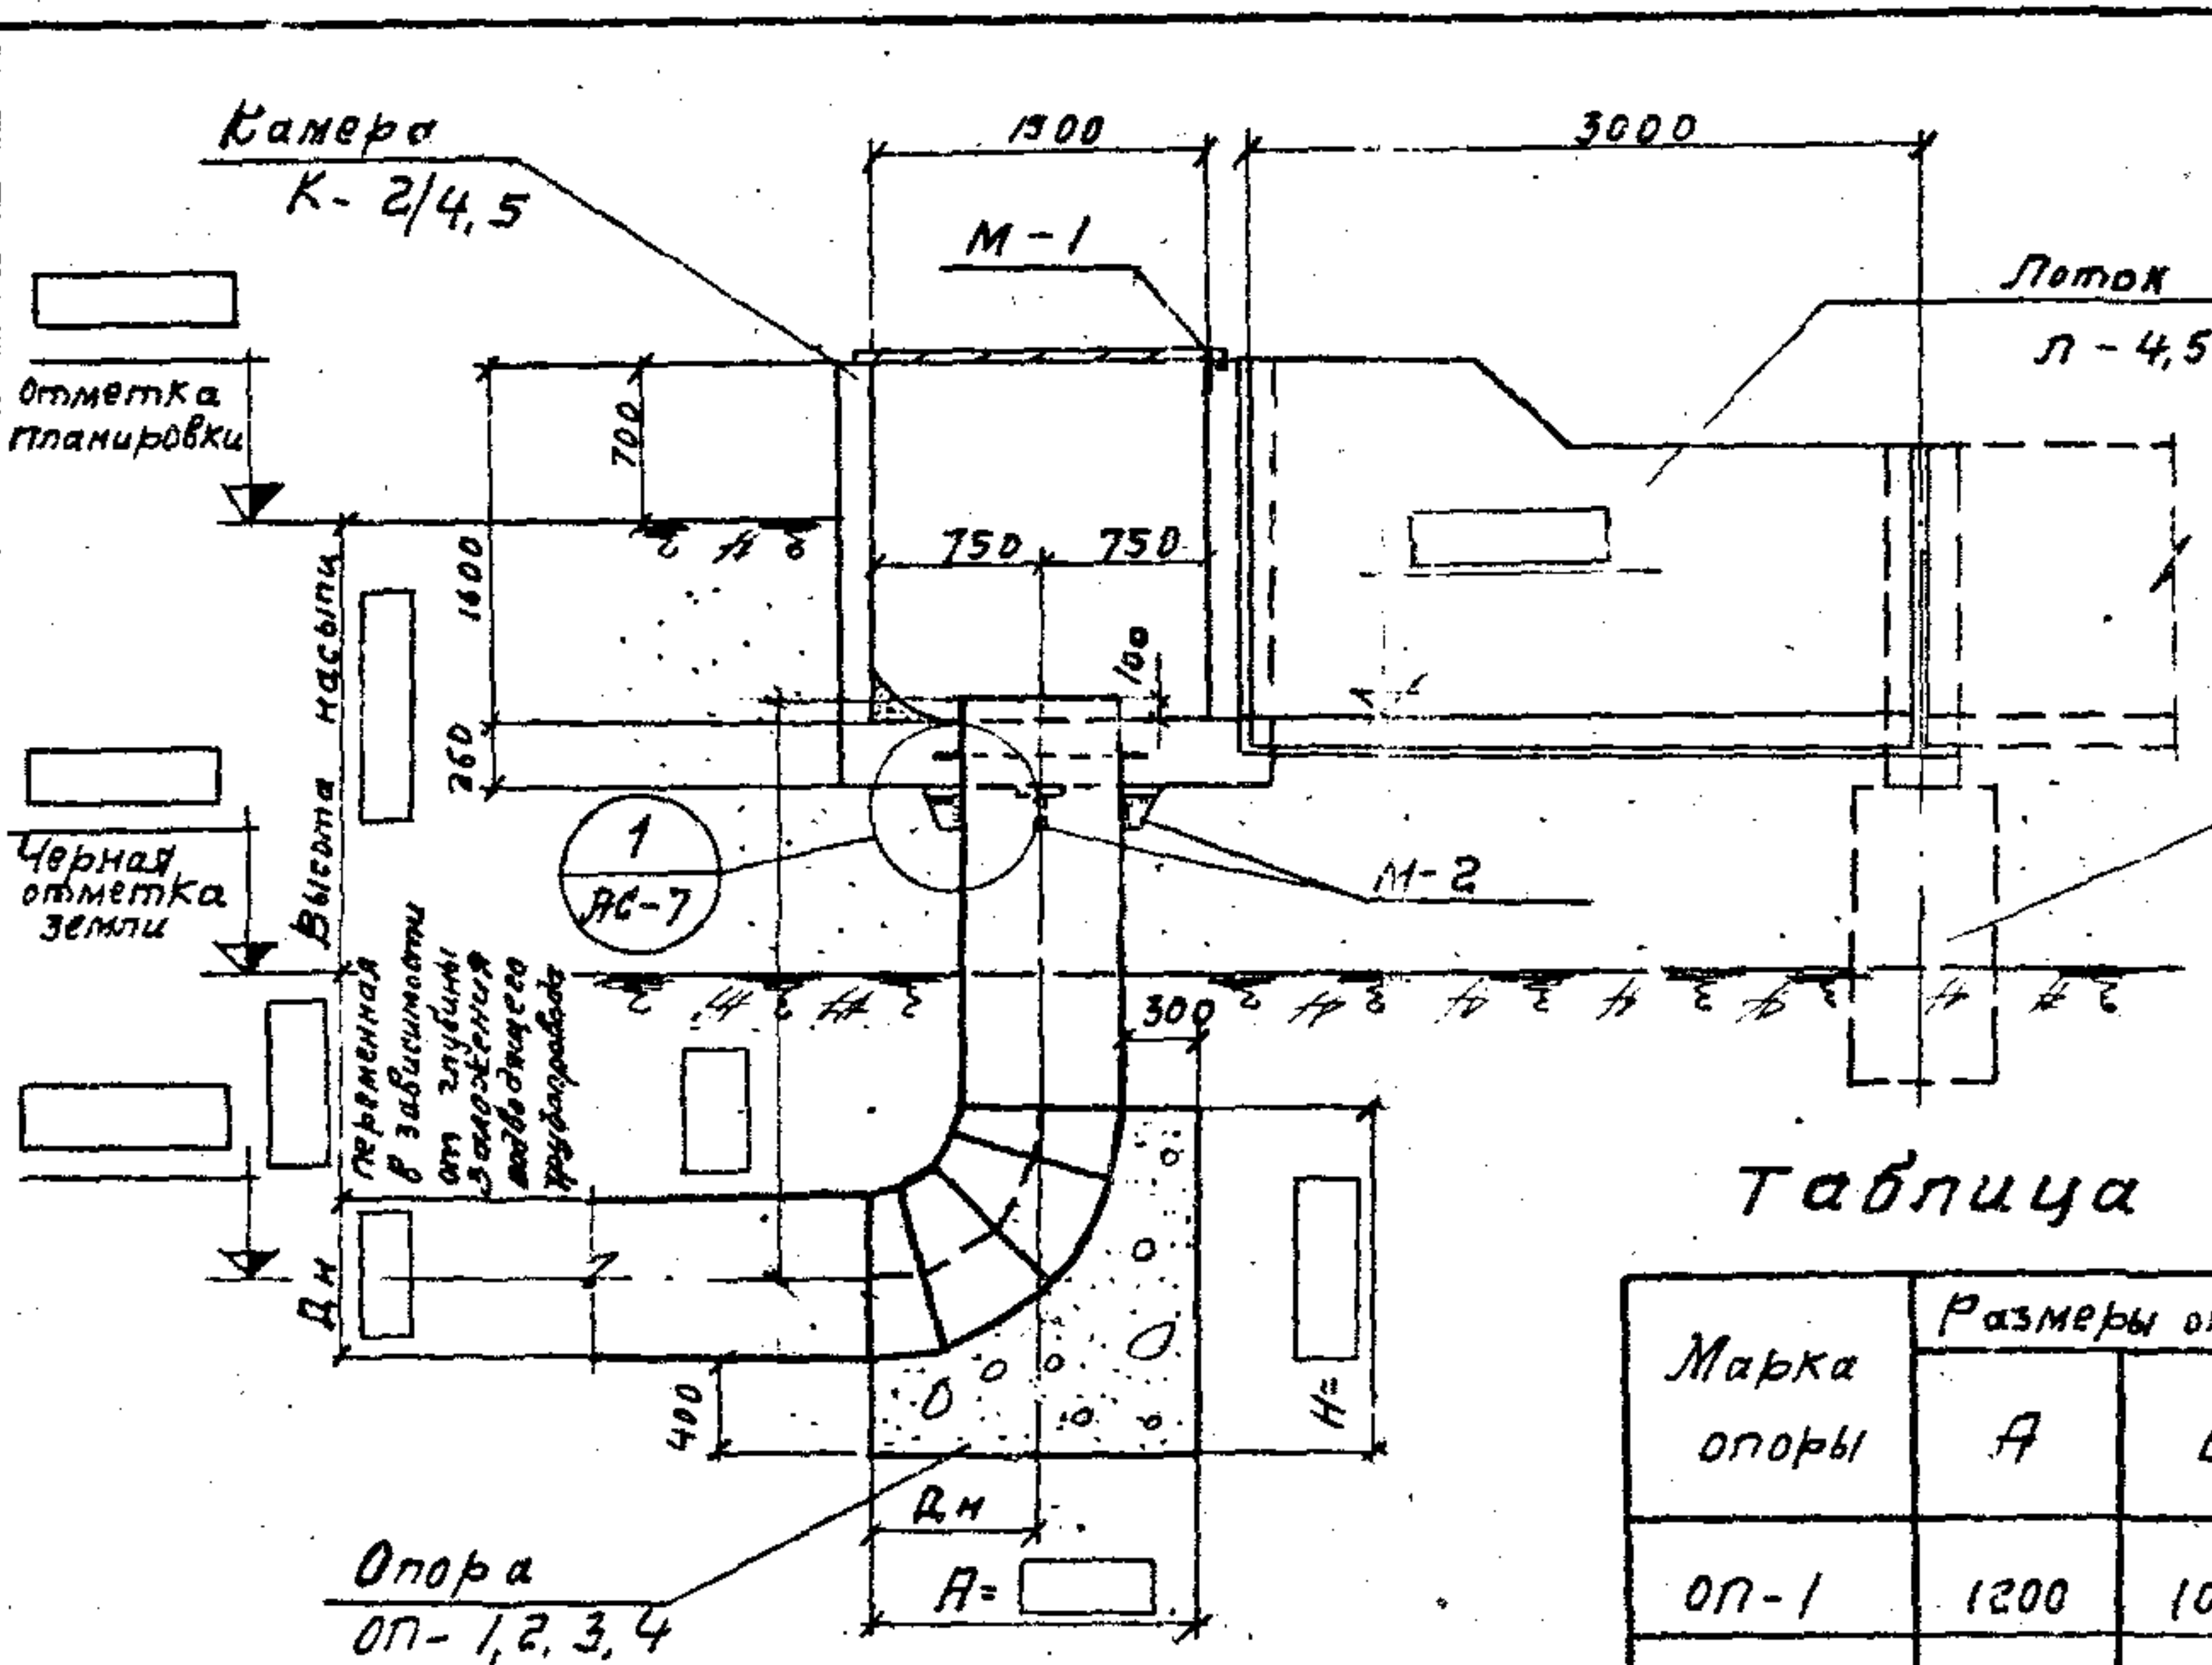 Камера
К- 2/4,5
1500
3000
М-1
Лоток
Л-4,5
отметка
планировки
700
1600
750
750
100
260
Высота насыпи
Черная
отметка
земли
1
АС-7
М-2
переменная
в зависимости
от глубины
заложения
подводящего
трубопровода
300
Дн
400
Н=
Дн
А=
Опора
ОП- 1,2,3,4
Таблица
Марка
опоры
Размеры
А
ОП-1
1200